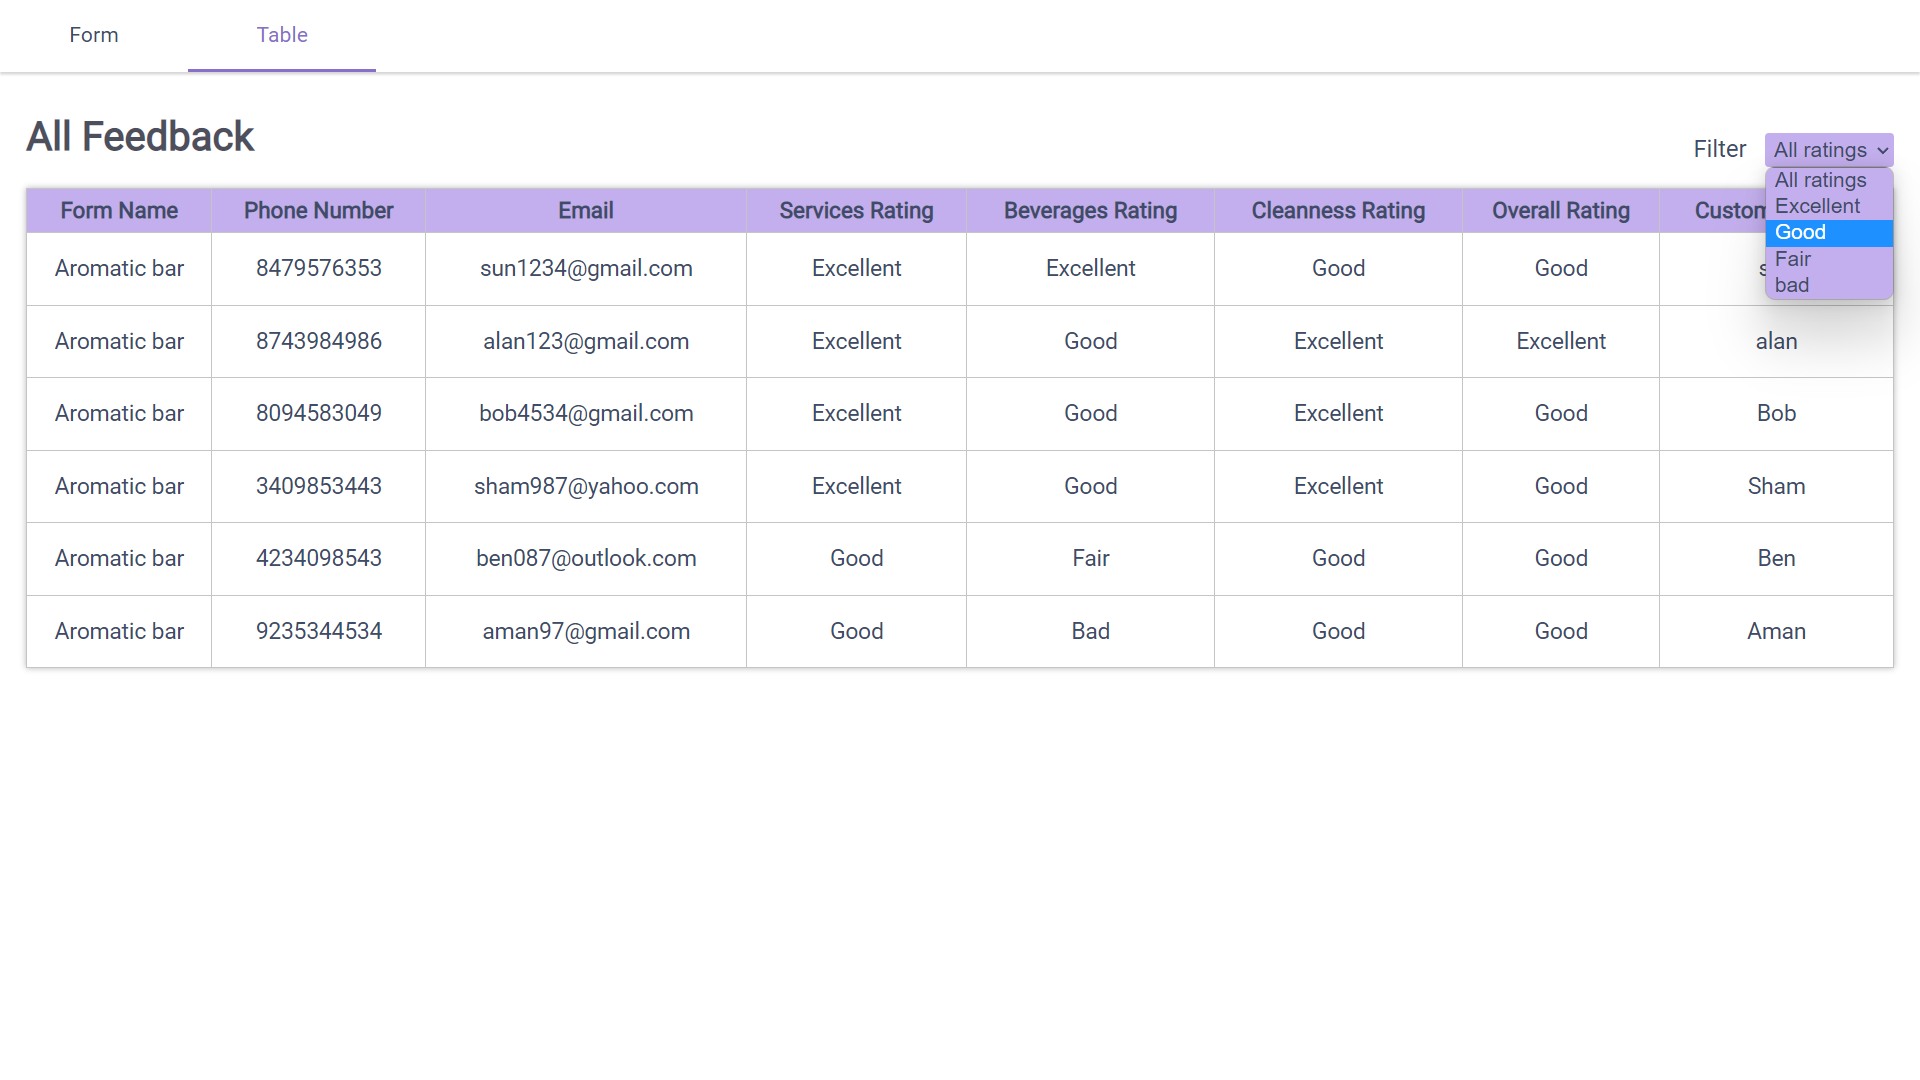 Form Table
All Feedback
Filter All ratings
All ratings
Excellent
Good
Fair
bad
Form Name Phone Number Email Services Rating Beverages Rating Cleanness Rating Overall Rating
Aromatic bar 8479576353 sun1234@gmail.com Excellent Excellent Good Good
Aromatic bar 8743984986 alan123@gmail.com Excellent Good Excellent Excellent alan
Aromatic bar 8094583049 bob4534@gmail.com Excellent Good Excellent Good Bob
Aromatic bar 3409853443 sham987@yahoo.com Excellent Good Excellent Good Sham
Aromatic bar 4234098543 ben087@outlook.com Good Fair Good Good Ben
Aromatic bar 9235344534 aman97@gmail.com Good Bad Good Good Aman